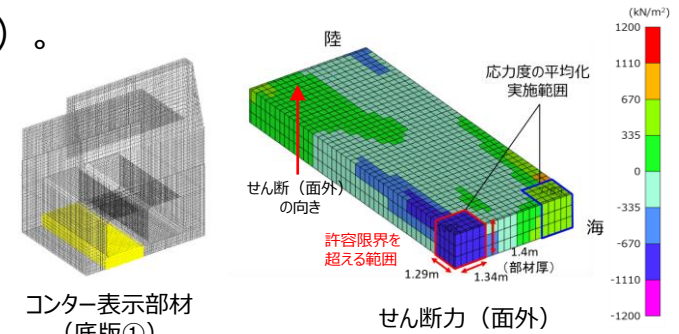 ）。
(kN/m²)
1200
1110
670
335
0
-335
-670
-1110
-1200
陸
応力度の平均化
実施範囲
せん断（面外）
の向き
許容限界を
超える範囲
海
1.4m
（部材厚）
1.29m
1.34m
コンター表示部材
（底版①）
せん断力（面外）